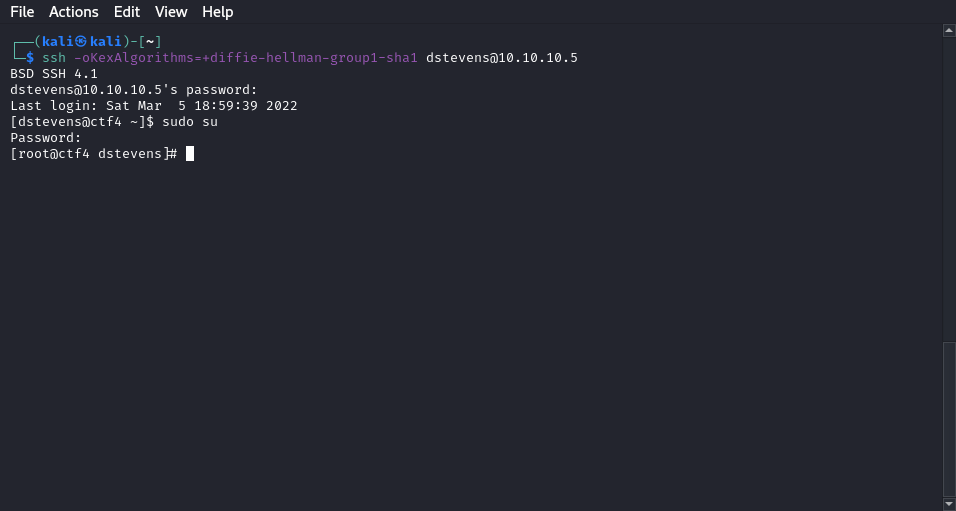 File Actions Edit View Help
┌──(kali㉿kali)-[~]
└─$ ssh -oKexAlgorithms=+diffie-hellman-group1-sha1 dstevens@10.10.10.5
BSD SSH 4.1
dstevens@10.10.10.5's password:
Last login: Sat Mar  5 18:59:39 2022
[dstevens@ctf4 ~]$ sudo su
Password:
[root@ctf4 dstevens]#